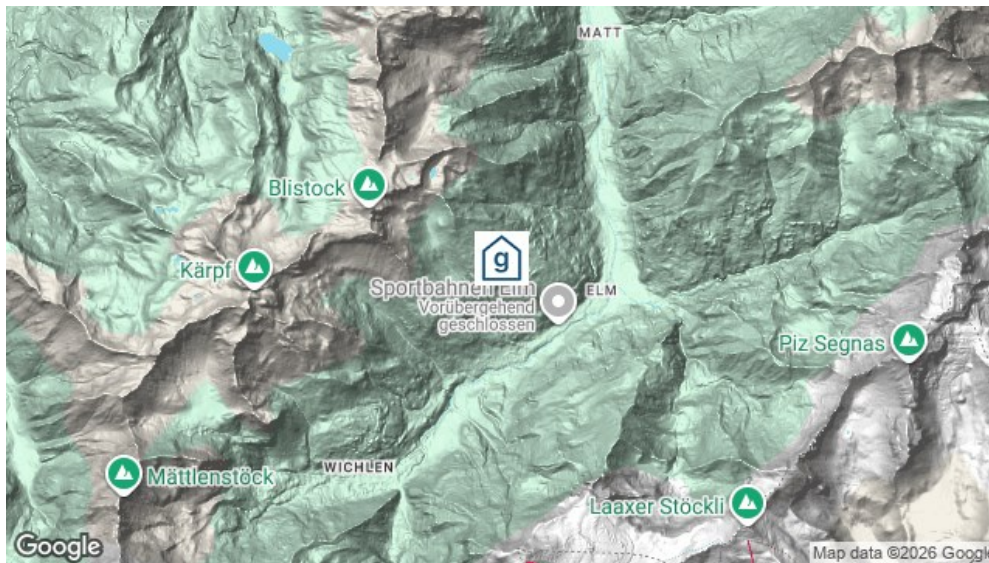 MATT
Blistock
g
Kärpf
Sportbahnen Elm
Vorübergehend
geschlossen
ELM
Piz Segnas
WICHLEN
Mättlenstöck
Laaxer Stöckli
Google
Map data ©2026 Google